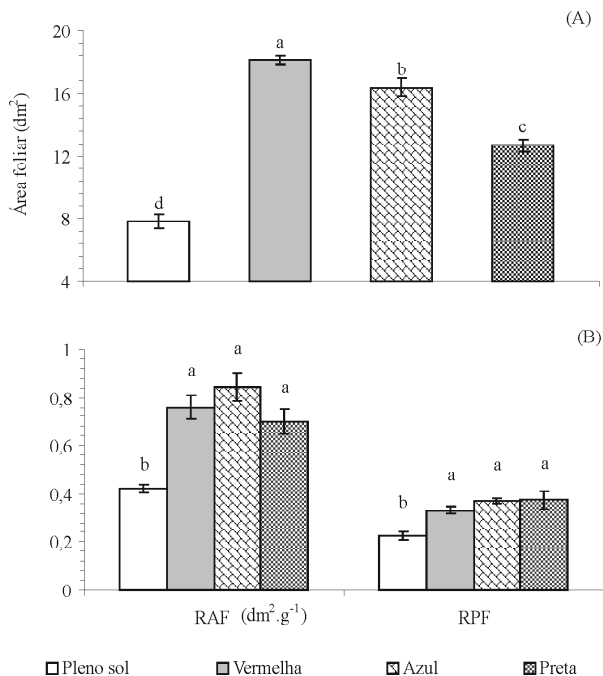 (A)
20
16
12
8
4
Área foliar (dm²)
d
a
b
c
(B)
1
0,8
0,6
0,4
0,2
0
b
a
a
a
b
a
a
a
RAF (dm².g⁻¹)
RPF
Pleno sol
Vermelha
Azul
Preta